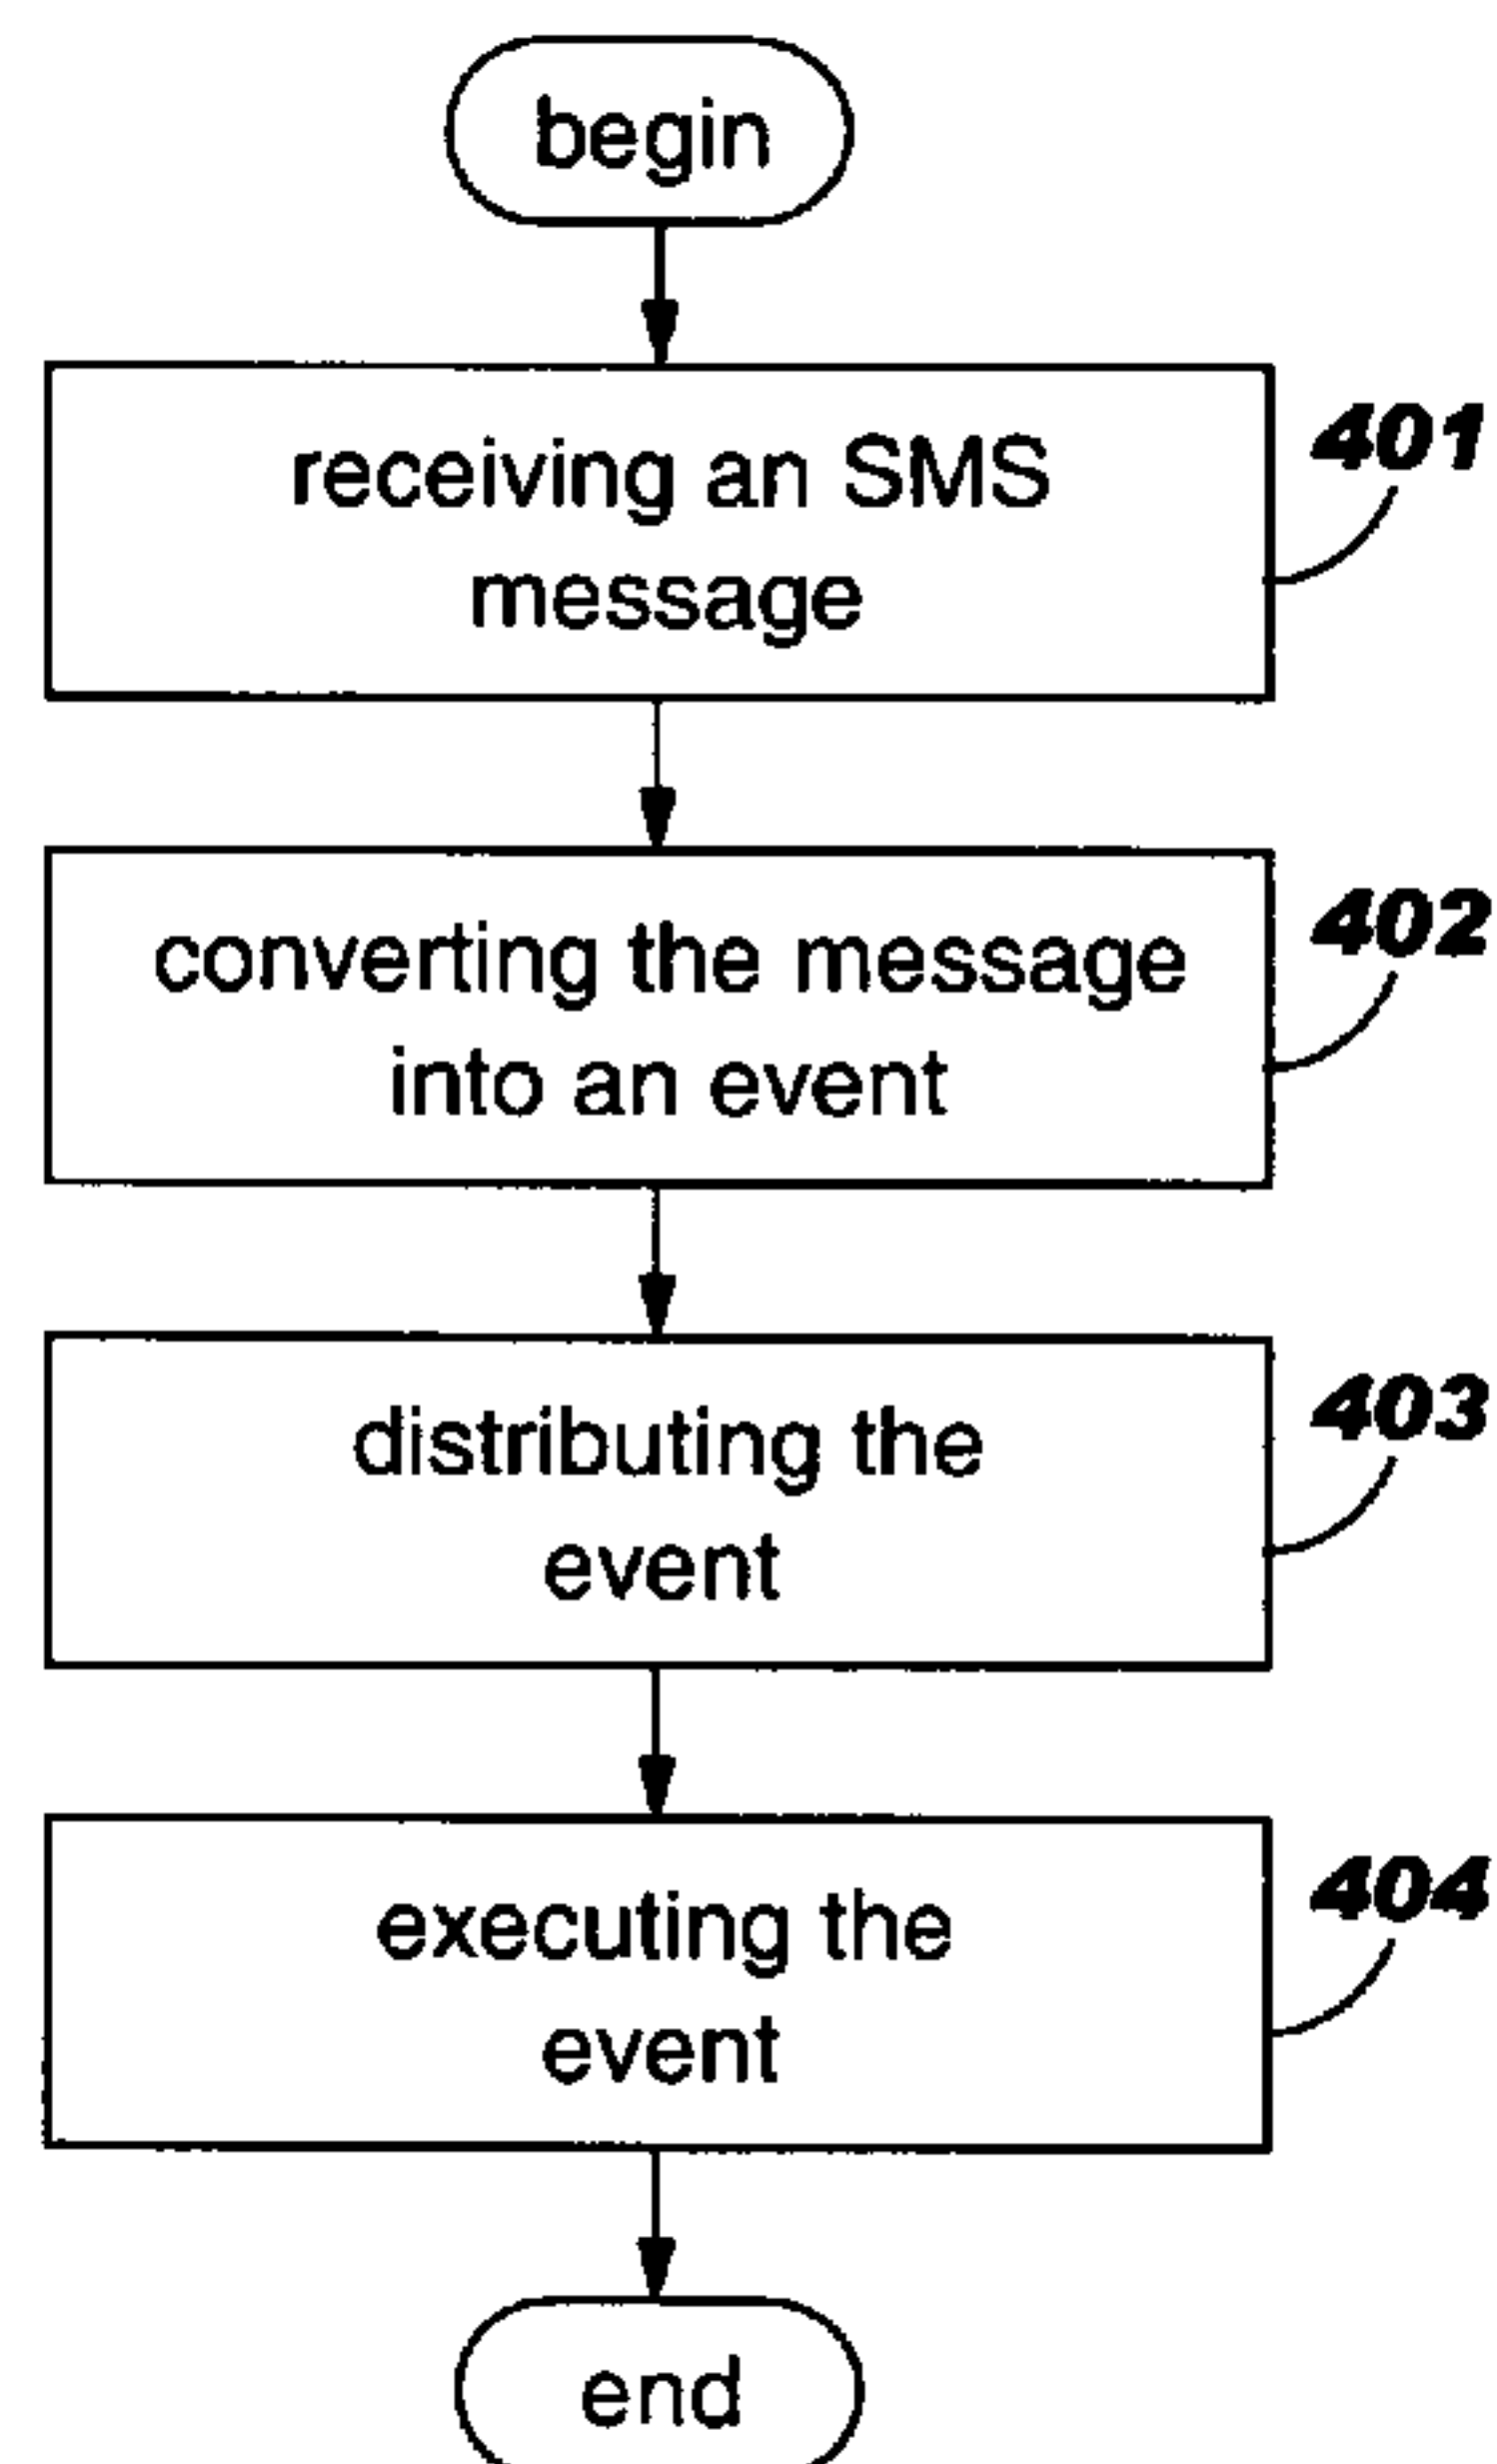 begin
receiving an SMS
message
401
converting the message
into an event
402
distributing the
event
403
executing the
event
404
end